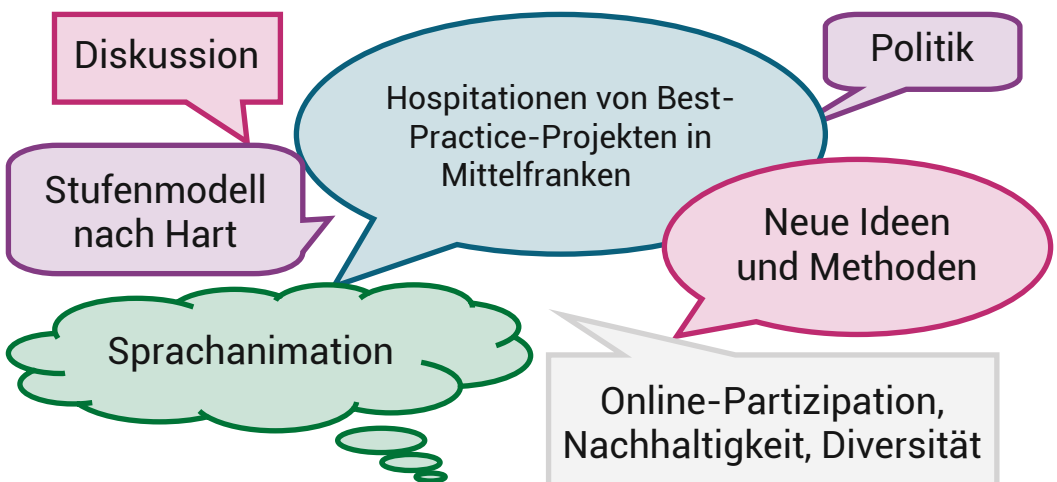 Diskussion
Hospitationen von Best-
Practice-Projekten in
Mittelfranken
Politik
Stufenmodell
nach Hart
Neue Ideen
und Methoden
Sprachanimation
Online-Partizipation,
Nachhaltigkeit, Diversität